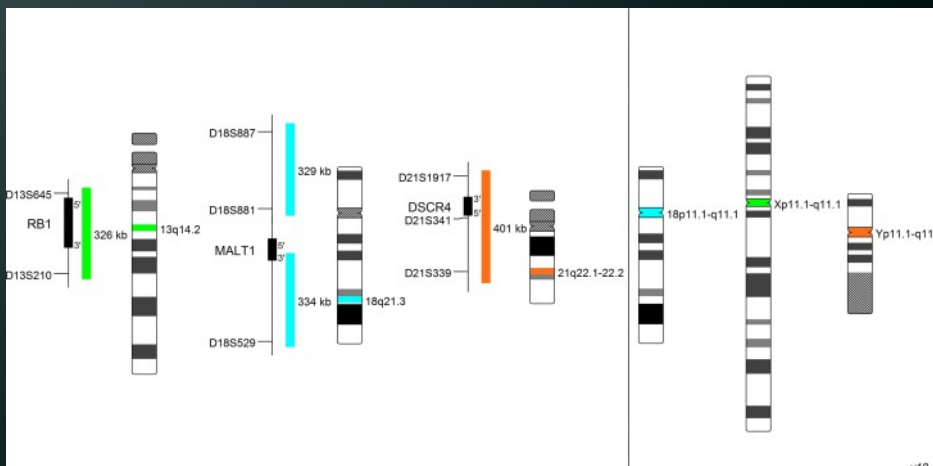 D13S645
5'
RB1
3'
D13S210
326 kb
13q14.2
D18S887
329 kb
D18S881
MALT1
5'
3'
334 kb
18q21.3
D18S529
D21S1917
DSCR4
3'
5'
D21S341
401 kb
D21S339
21q22.1-22.2
18p11.1-q11.1
Xp11.1-q11.1
Yp11.1-q11